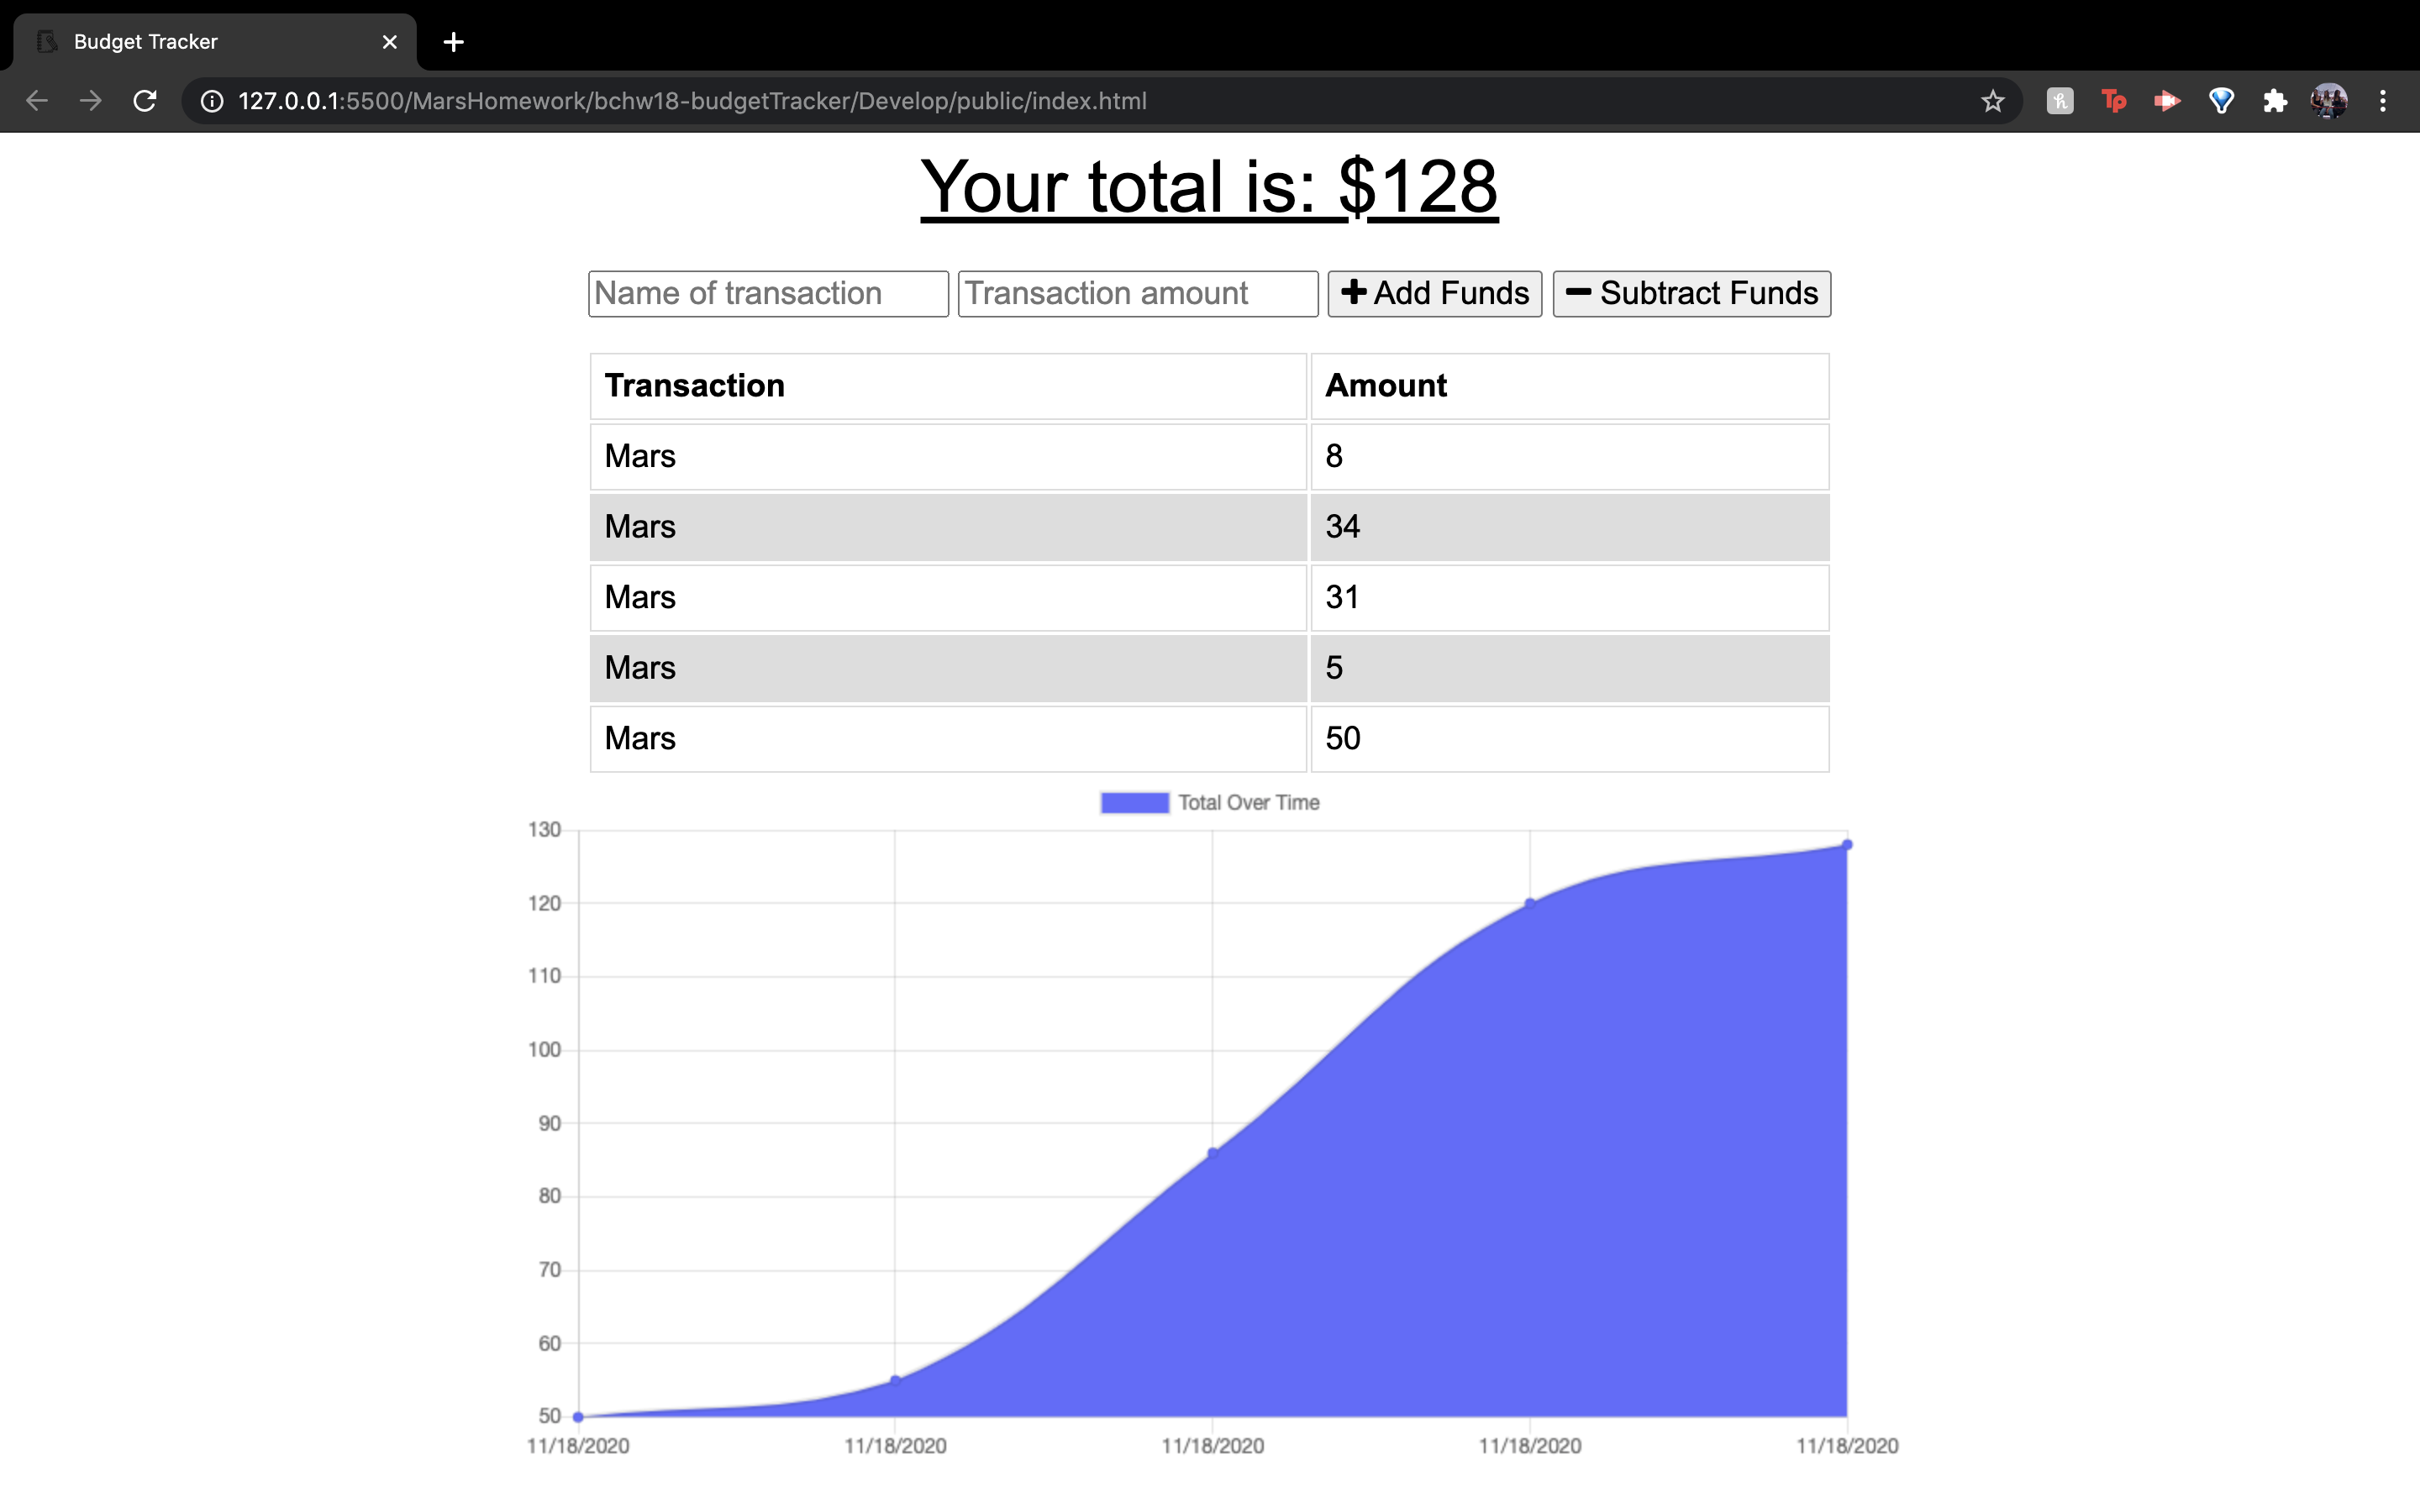 Budget Tracker
127.0.0.1:5500/MarsHomework/bchw18-budgetTracker/Develop/public/index.html
Tp
Your total is: $128
Name of transaction Transaction amount Add Funds Subtract Funds
Transaction Amount
Mars 8
Mars 34
Mars 31
Mars 5
Mars 50
Total Over Time
130
120
110
100
90
80
70
60
50
11/18/2020 11/18/2020 11/18/2020 11/18/2020 11/18/2020